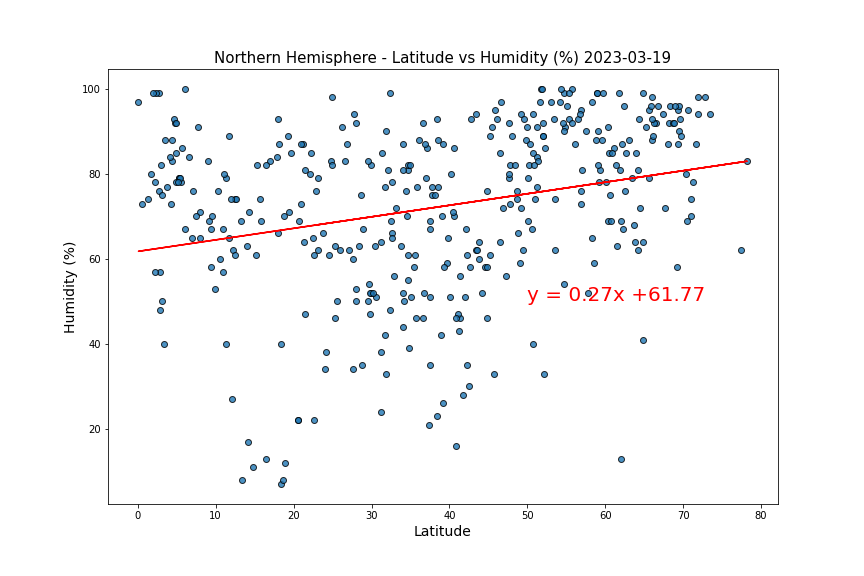 Northern Hemisphere - Latitude vs Humidity (%) 2023-03-19
Humidity (%)
100
80
60
40
20
y = 0.27x +61.77
0 10 20 30 40 50 60 70 80
Latitude